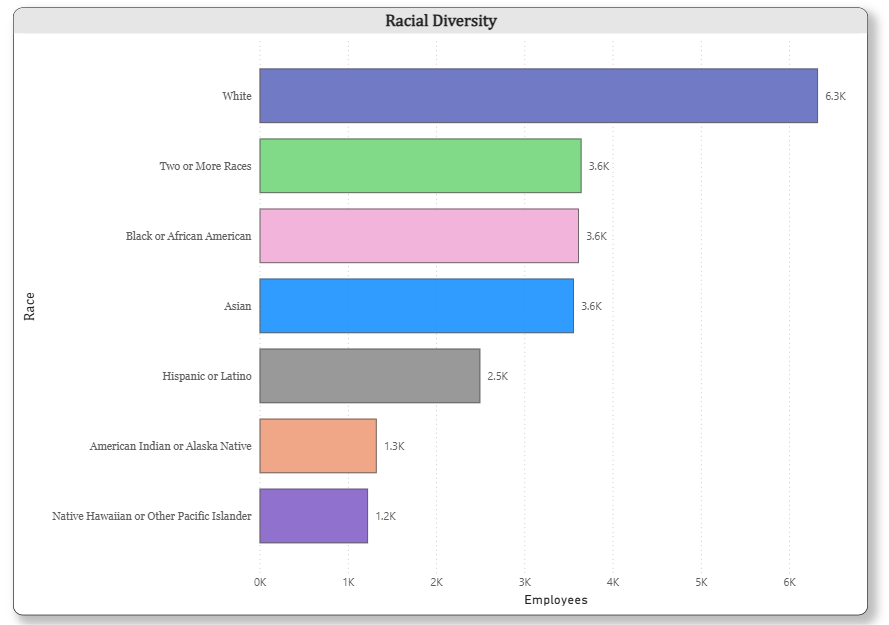 Racial Diversity
White
6.3K
Two or More Races
3.6K
Black or African American
3.6K
Asian
3.6K
Hispanic or Latino
2.5K
American Indian or Alaska Native
1.3K
Native Hawaiian or Other Pacific Islander
1.2K
Race
0K 1K 2K 3K 4K 5K 6K
Employees